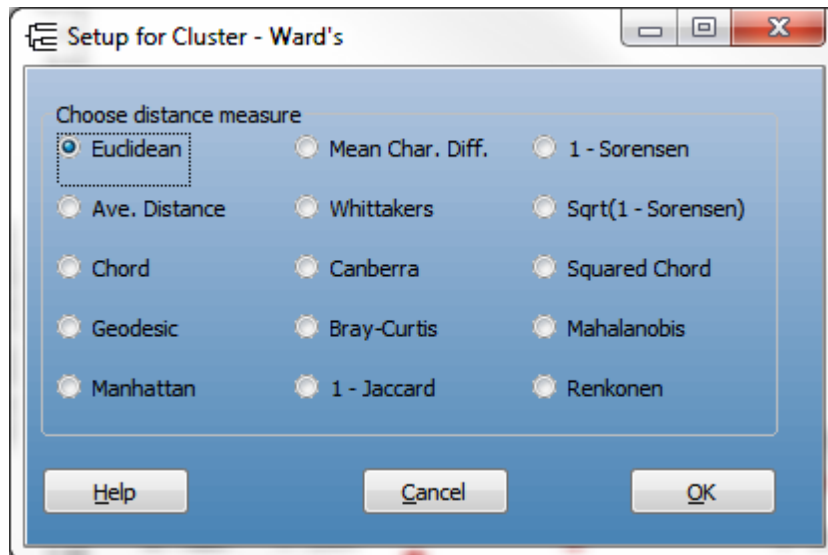 Setup for Cluster - Ward's
Choose distance measure
Euclidean Mean Char. Diff. 1 - Sorensen
Ave. Distance Whittakers Sqrt(1 - Sorensen)
Chord Canberra Squared Chord
Geodesic Bray-Curtis Mahalanobis
Manhattan 1 - Jaccard Renkonen
Help Cancel OK